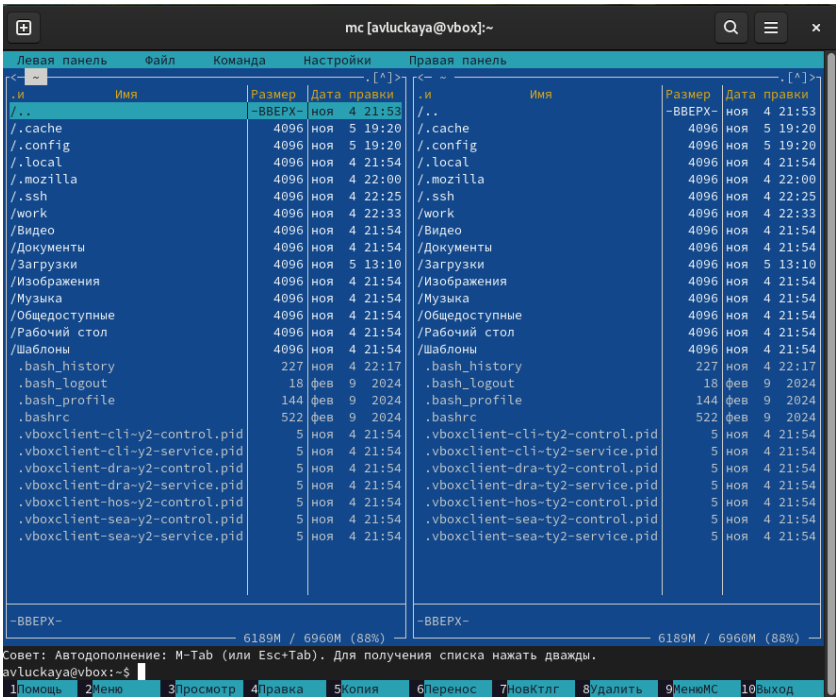 mc [avluckaya@vbox]:~
Левая панель Файл Команда Настройки Правая панель
<— ~ .[^]> <— ~ .[^]>
.и Имя Размер Дата правки .и Имя Размер Дата правки
/.. -ВВЕРХ- ноя 4 21:53 /.. -ВВЕРХ- ноя 4 21:53
/.cache 4096 ноя 5 19:20 /.cache 4096 ноя 5 19:20
/.config 4096 ноя 5 19:20 /.config 4096 ноя 5 19:20
/.local 4096 ноя 4 21:54 /.local 4096 ноя 4 21:54
/.mozilla 4096 ноя 4 22:00 /.mozilla 4096 ноя 4 22:00
/.ssh 4096 ноя 4 22:25 /.ssh 4096 ноя 4 22:25
/work 4096 ноя 4 22:33 /work 4096 ноя 4 22:33
/Видео 4096 ноя 4 21:54 /Видео 4096 ноя 4 21:54
/Документы 4096 ноя 4 21:54 /Документы 4096 ноя 4 21:54
/Загрузки 4096 ноя 5 13:10 /Загрузки 4096 ноя 5 13:10
/Изображения 4096 ноя 4 21:54 /Изображения 4096 ноя 4 21:54
/Музыка 4096 ноя 4 21:54 /Музыка 4096 ноя 4 21:54
/Общедоступные 4096 ноя 4 21:54 /Общедоступные 4096 ноя 4 21:54
/Рабочий стол 4096 ноя 4 21:54 /Рабочий стол 4096 ноя 4 21:54
/Шаблоны 4096 ноя 4 21:54 /Шаблоны 4096 ноя 4 21:54
.bash_history 227 ноя 4 22:17 .bash_history 227 ноя 4 22:17
.bash_logout 18 фев 9 2024 .bash_logout 18 фев 9 2024
.bash_profile 144 фев 9 2024 .bash_profile 144 фев 9 2024
.bashrc 522 фев 9 2024 .bashrc 522 фев 9 2024
.vboxclient-cli~y2-control.pid 5 ноя 4 21:54 .vboxclient-cli~ty2-control.pid 5 ноя 4 21:54
.vboxclient-cli~y2-service.pid 5 ноя 4 21:54 .vboxclient-cli~ty2-service.pid 5 ноя 4 21:54
.vboxclient-dra~y2-control.pid 5 ноя 4 21:54 .vboxclient-dra~ty2-control.pid 5 ноя 4 21:54
.vboxclient-dra~y2-service.pid 5 ноя 4 21:54 .vboxclient-dra~ty2-service.pid 5 ноя 4 21:54
.vboxclient-hos~y2-control.pid 5 ноя 4 21:54 .vboxclient-hos~ty2-control.pid 5 ноя 4 21:54
.vboxclient-sea~y2-control.pid 5 ноя 4 21:54 .vboxclient-sea~ty2-control.pid 5 ноя 4 21:54
.vboxclient-sea~y2-service.pid 5 ноя 4 21:54 .vboxclient-sea~ty2-service.pid 5 ноя 4 21:54
-ВВЕРХ- -ВВЕРХ-
6189M / 6960M (88%) 6189M / 6960M (88%)
Совет: Автодополнение: M-Tab (или Esc+Tab). Для получения списка нажать дважды.
avluckaya@vbox:~$
1Помощь 2Меню 3Просмотр 4Правка 5Копия 6Перенос 7НовКтлг 8Удалить 9МенюМС 10Выход